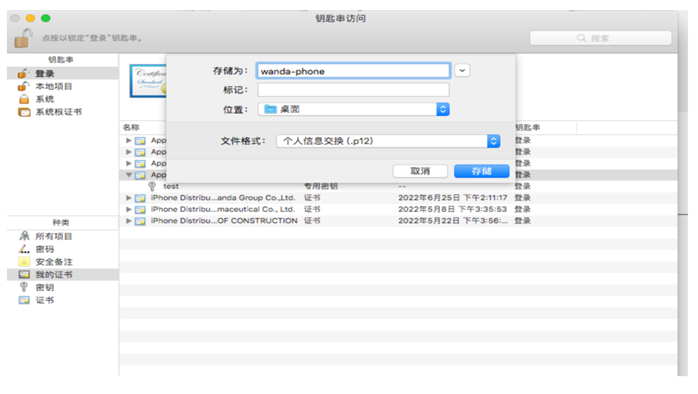 钥匙串访问
点按以锁定"登录"钥匙串。
搜索
钥匙串
登录
本地项目
系统
系统根证书
存储为：
wanda-phone
标记：
位置：
桌面
文件格式：
个人信息交换 (.p12)
取消
存储
名称
钥匙串
App
登录
App
登录
App
登录
App
登录
test 专用密钥 -- 登录
iPhone Distribu...anda Group Co.,Ltd. 证书 2022年6月25日 下午2:11:17 登录
iPhone Distribu...maceutical Co., Ltd. 证书 2022年5月8日 下午3:35:53 登录
iPhone Distribu...OF CONSTRUCTION 证书 2022年5月22日 下午3:56:... 登录
种类
所有项目
密码
安全备注
我的证书
密钥
证书